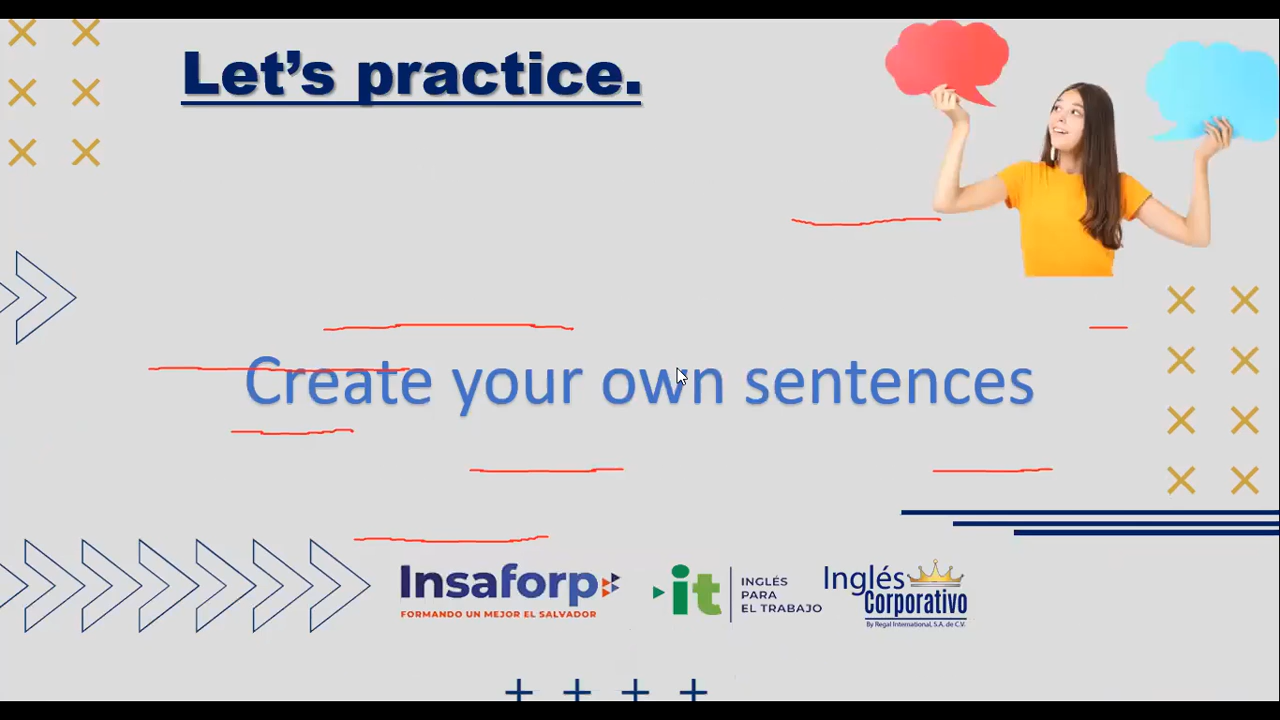 Let's practice.
Create your own sentences
Insaforp
FORMANDO UN MEJOR EL SALVADOR
it
INGLÉS
PARA
EL TRABAJO
Inglés
Corporativo
By Regal International, S.A. de C.V.